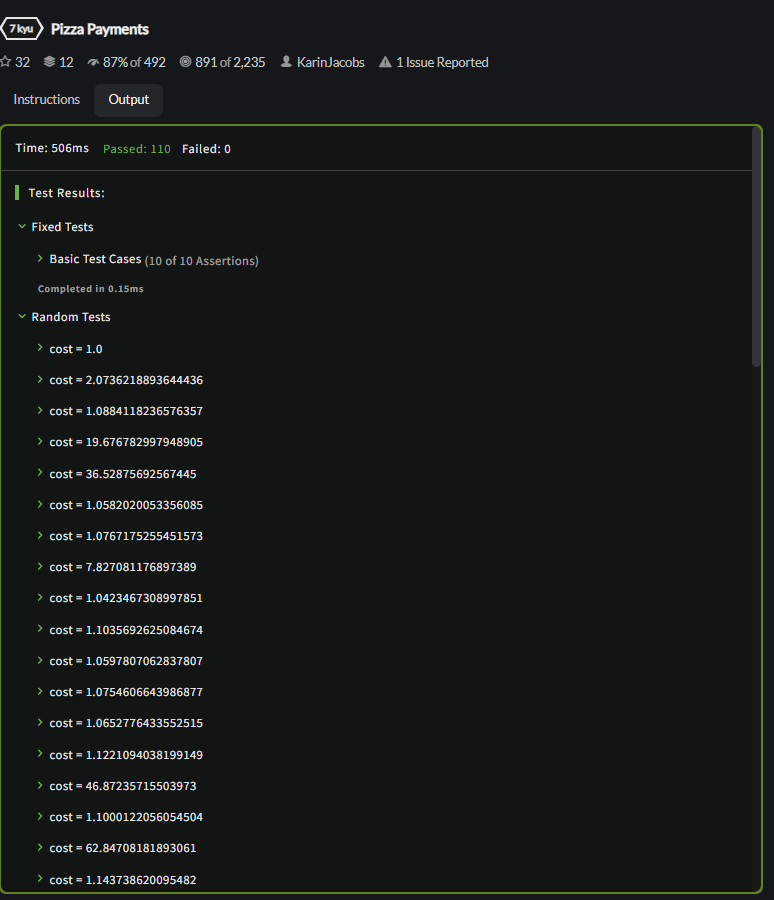 7 kyu Pizza Payments
32 12 87% of 492 891 of 2,235 KarinJacobs 1 Issue Reported
Instructions Output
Time: 506ms Passed: 110 Failed: 0
Test Results:
Fixed Tests
Basic Test Cases (10 of 10 Assertions)
Completed in 0.15ms
Random Tests
cost = 1.0
cost = 2.0736218893644436
cost = 1.0884118236576357
cost = 19.676782997948905
cost = 36.52875692567445
cost = 1.0582020053356085
cost = 1.0767175255451573
cost = 7.827081176897389
cost = 1.0423467308997851
cost = 1.1035692625084674
cost = 1.0597807062837807
cost = 1.0754606643986877
cost = 1.0652776433552515
cost = 1.1221094038199149
cost = 46.87235715503973
cost = 1.1000122056054504
cost = 62.84708181893061
cost = 1.143738620095482